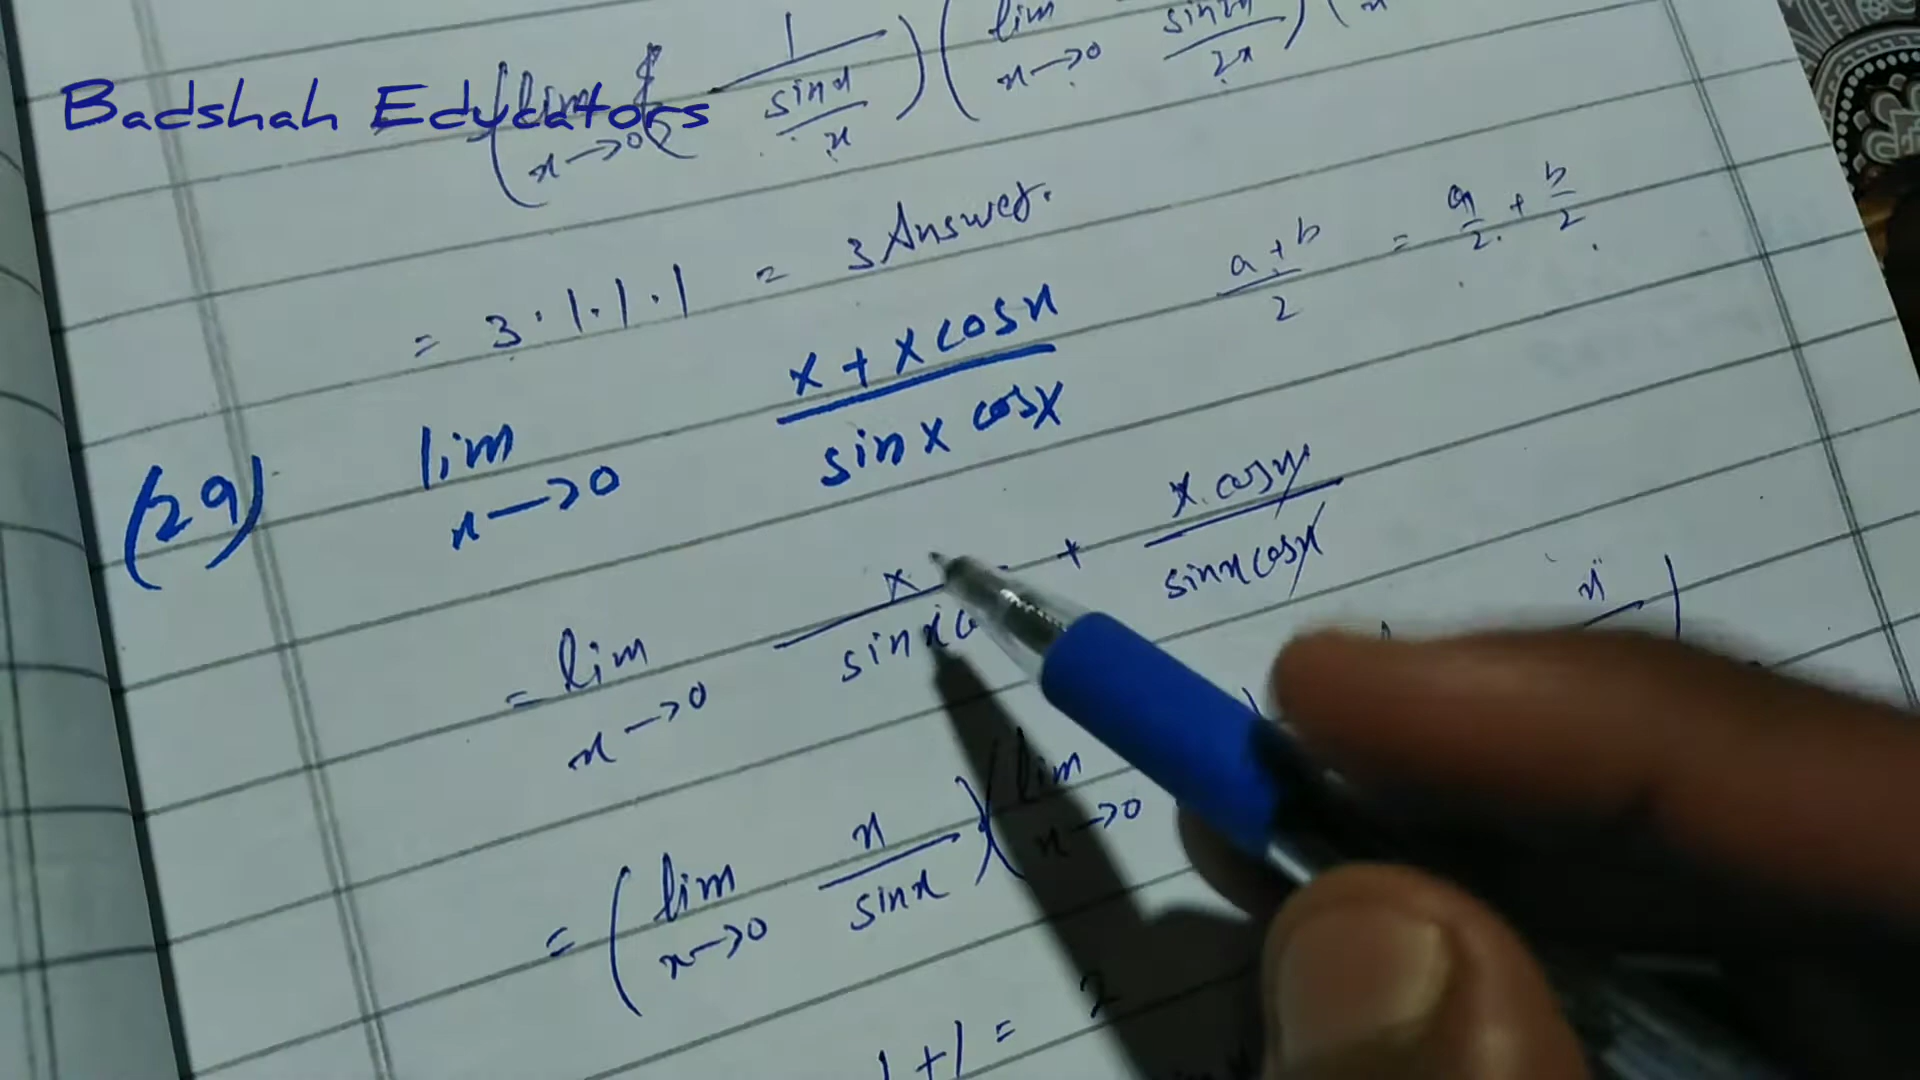 (lim x→0 1/(sinx/x)) (lim x→0 sin2x/2x) (
Badshah Educators
= 3·1·1·1 = 3 Answer.
(a+b)/2 = a/2 + b/2
(29) lim x→0 (x + x cosx)/(sinx cosx)
= lim x→0 x/sinx + x.cosx/sinx cosx
= (lim x→0 x/sinx)(lim x→0 x
1+1 = 2